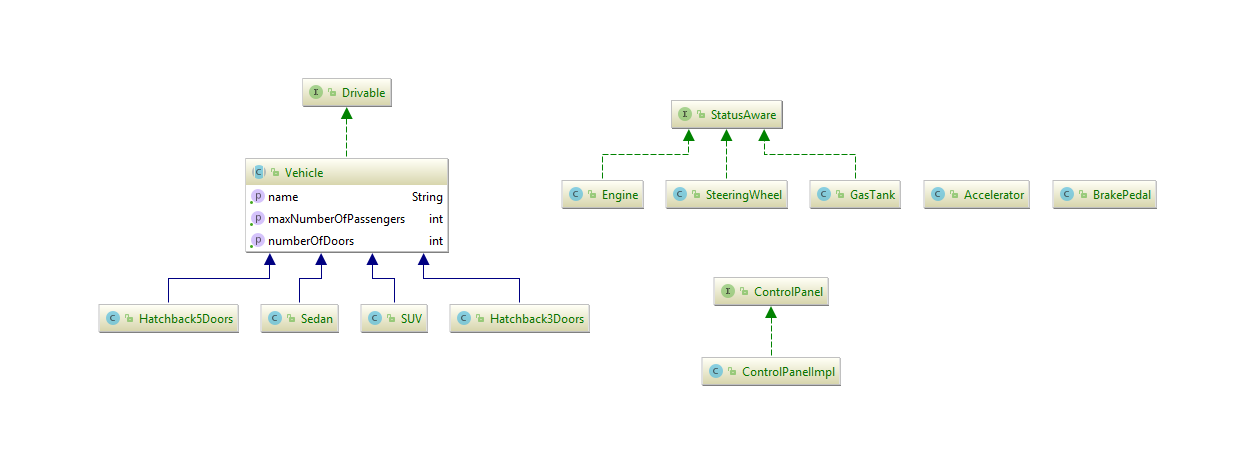 I Drivable
I StatusAware
C Vehicle
p name String
p maxNumberOfPassengers int
p numberOfDoors int
C Engine
C SteeringWheel
C GasTank
C Accelerator
C BrakePedal
I ControlPanel
C Hatchback5Doors
C Sedan
C SUV
C Hatchback3Doors
C ControlPanelImpl